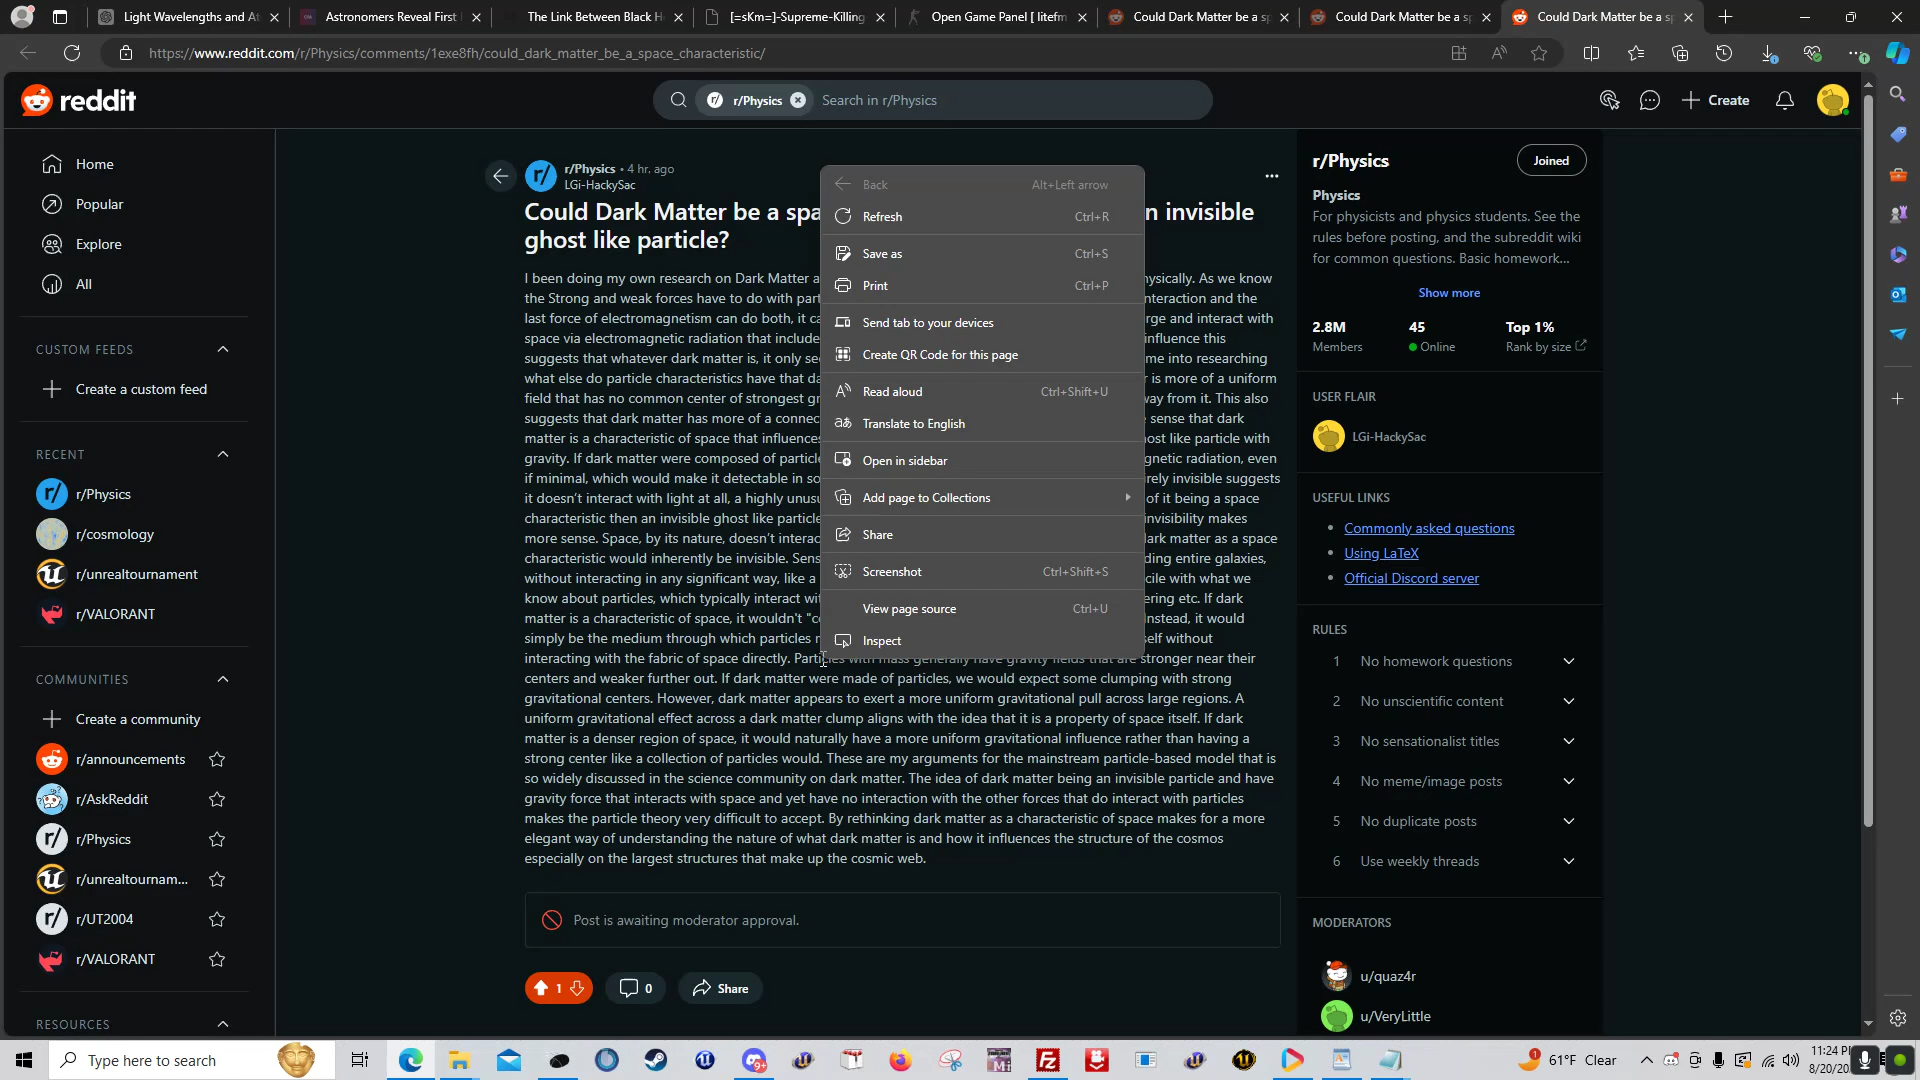 Light Wavelengths and At
Astronomers Reveal First
The Link Between Black H
[=sKm=]-Supreme-Killing
Open Game Panel [ litefm
Could Dark Matter be a sp
Could Dark Matter be a sp
Could Dark Matter be a sp
https://www.reddit.com/r/Physics/comments/1exe8fh/could_dark_matter_be_a_space_characteristic/
reddit
r/ r/Physics
Search in r/Physics
Create
Home
Popular
Explore
All
CUSTOM FEEDS
Create a custom feed
RECENT
r/Physics
r/cosmology
r/unrealtournament
r/VALORANT
COMMUNITIES
Create a community
r/announcements
r/AskReddit
r/Physics
r/unrealtournam...
r/UT2004
r/VALORANT
RESOURCES
r/Physics • 4 hr. ago
LGi-HackySac
Could Dark Matter be a spa n invisible
ghost like particle?
I been doing my own research on Dark Matter a ysically. As we know
the Strong and weak forces have to do with par nteraction and the
last force of electromagnetism can do both, it ca rge and interact with
space via electromagnetic radiation that include influence this
suggests that whatever dark matter is, it only se me into researching
what else do particle characteristics have that da r is more of a uniform
field that has no common center of strongest gr way from it. This also
suggests that dark matter has more of a connec sense that dark
matter is a characteristic of space that influences ost like particle with
gravity. If dark matter were composed of particle gnetic radiation, even
if minimal, which would make it detectable in so irely invisible suggests
it doesn't interact with light at all, a highly unusu of it being a space
characteristic then an invisible ghost like particle invisibility makes
more sense. Space, by its nature, doesn't interac lark matter as a space
characteristic would inherently be invisible. Sens ding entire galaxies,
without interacting in any significant way, like a cile with what we
know about particles, which typically interact wi ering etc. If dark
matter is a characteristic of space, it wouldn't "c Instead, it would
simply be the medium through which particles r self without
interacting with the fabric of space directly. Particles with mass generally have gravity fields that are stronger near their
centers and weaker further out. If dark matter were made of particles, we would expect some clumping with strong
gravitational centers. However, dark matter appears to exert a more uniform gravitational pull across large regions. A
uniform gravitational effect across a dark matter clump aligns with the idea that it is a property of space itself. If dark
matter is a denser region of space, it would naturally have a more uniform gravitational influence rather than having a
strong center like a collection of particles would. These are my arguments for the mainstream particle-based model that is
so widely discussed in the science community on dark matter. The idea of dark matter being an invisible particle and have
gravity force that interacts with space and yet have no interaction with the other forces that do interact with particles
makes the particle theory very difficult to accept. By rethinking dark matter as a characteristic of space makes for a more
elegant way of understanding the nature of what dark matter is and how it influences the structure of the cosmos
especially on the largest structures that make up the cosmic web.
Post is awaiting moderator approval.
1
0
Share
Back Alt+Left arrow
Refresh Ctrl+R
Save as Ctrl+S
Print Ctrl+P
Send tab to your devices
Create QR Code for this page
Read aloud Ctrl+Shift+U
Translate to English
Open in sidebar
Add page to Collections
Share
Screenshot Ctrl+Shift+S
View page source Ctrl+U
Inspect
r/Physics
Joined
Physics
For physicists and physics students. See the
rules before posting, and the subreddit wiki
for common questions. Basic homework...
Show more
2.8M 45 Top 1%
Members Online Rank by size
USER FLAIR
LGi-HackySac
USEFUL LINKS
Commonly asked questions
Using LaTeX
Official Discord server
RULES
1 No homework questions
2 No unscientific content
3 No sensationalist titles
4 No meme/image posts
5 No duplicate posts
6 Use weekly threads
MODERATORS
u/quaz4r
u/VeryLittle
Type here to search
9+
1
61°F Clear
11:24 P
8/20/20